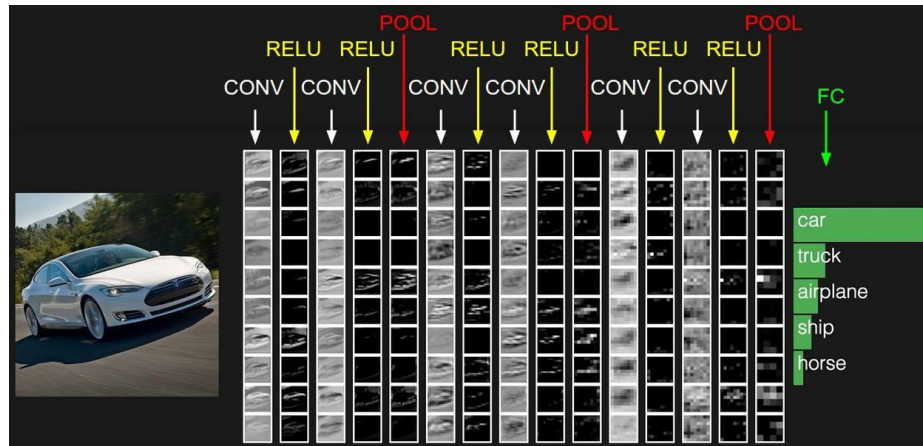 POOL POOL POOL
RELU RELU RELU RELU RELU RELU
CONV CONV CONV CONV CONV CONV
FC
car
truck
airplane
ship
horse